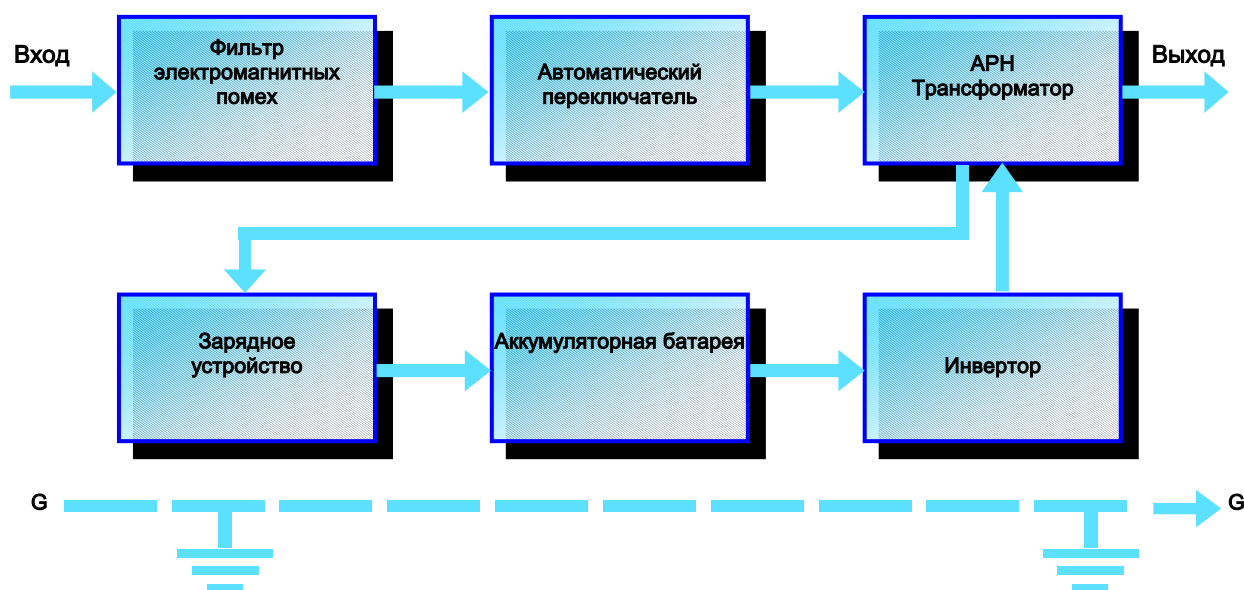 Вход
Фильтр
электромагнитных
помех
Автоматический
переключатель
АРН
Трансформатор
Выход
Зарядное
устройство
Аккумуляторная батарея
Инвертор
G
G